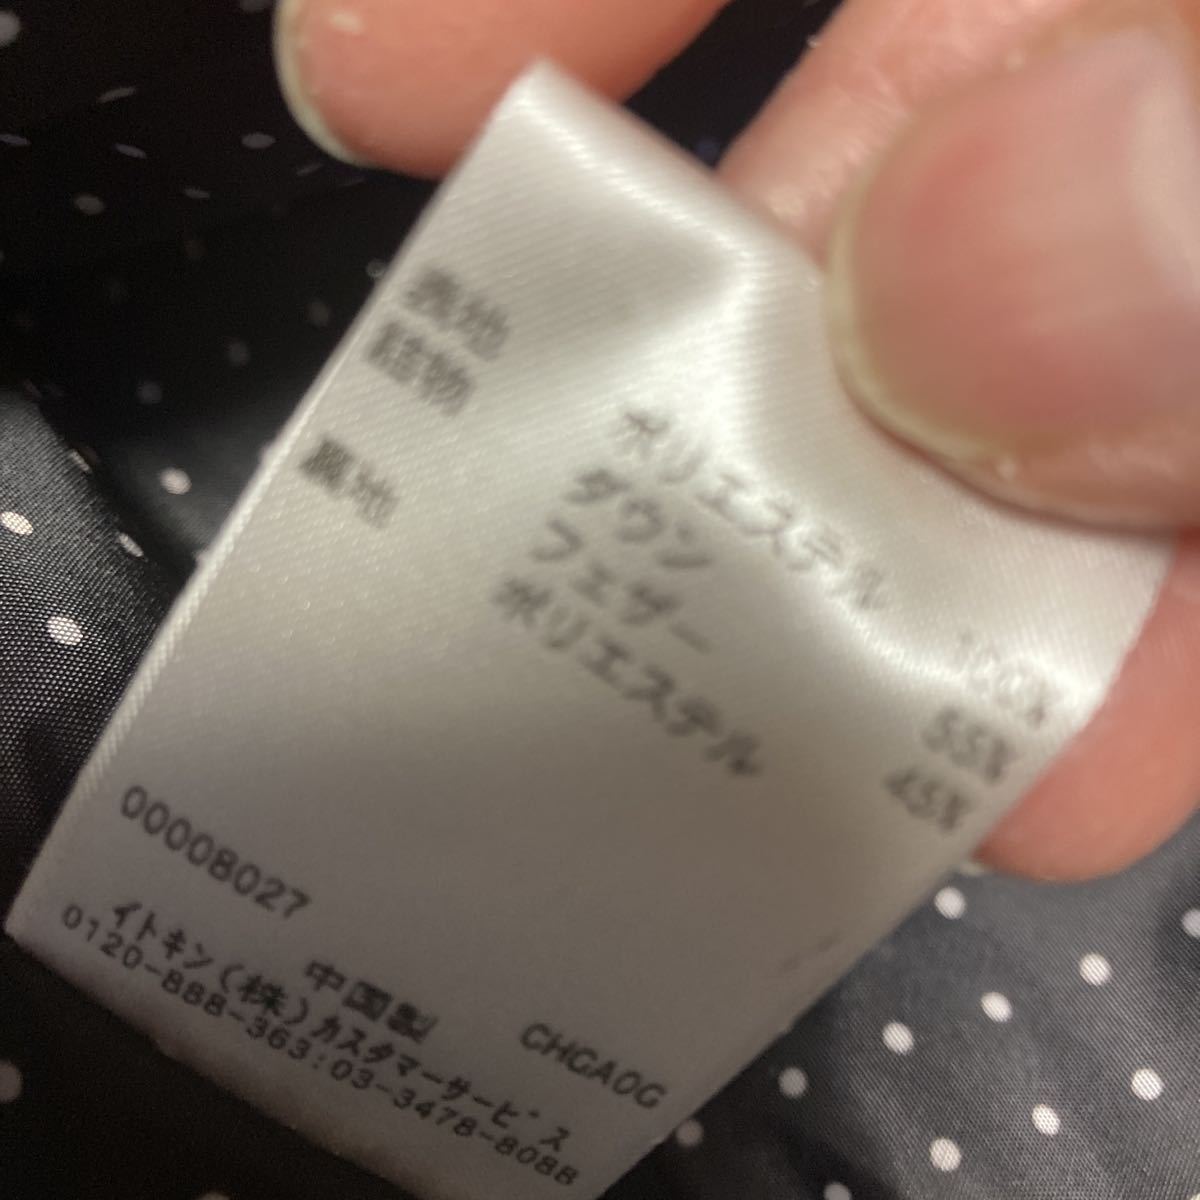 表地 ポリエステル 100%
詰物 ダウン 55%
フェザー 45%
裏地 ポリエステル
00008027
中国製 CHGA0G
イトキン(株)カスタマーサービス
0120-888-363:03-3478-8088